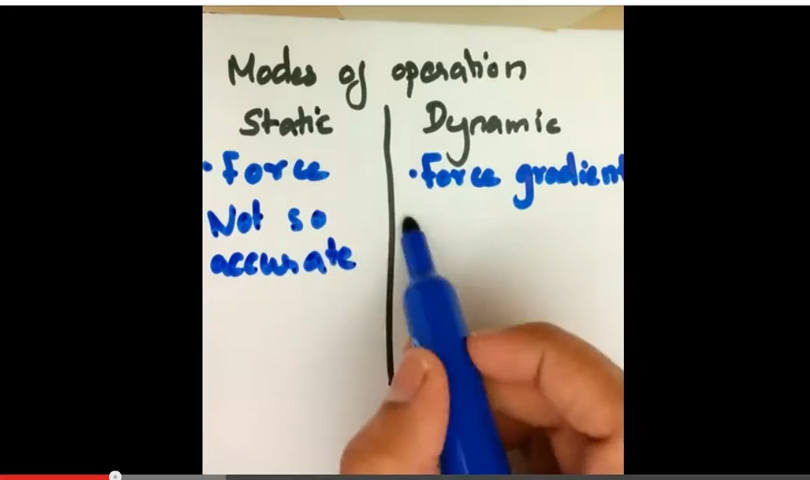 Modes of operation
Static
Dynamic
• Force
• Force gradient
Not so
accurate